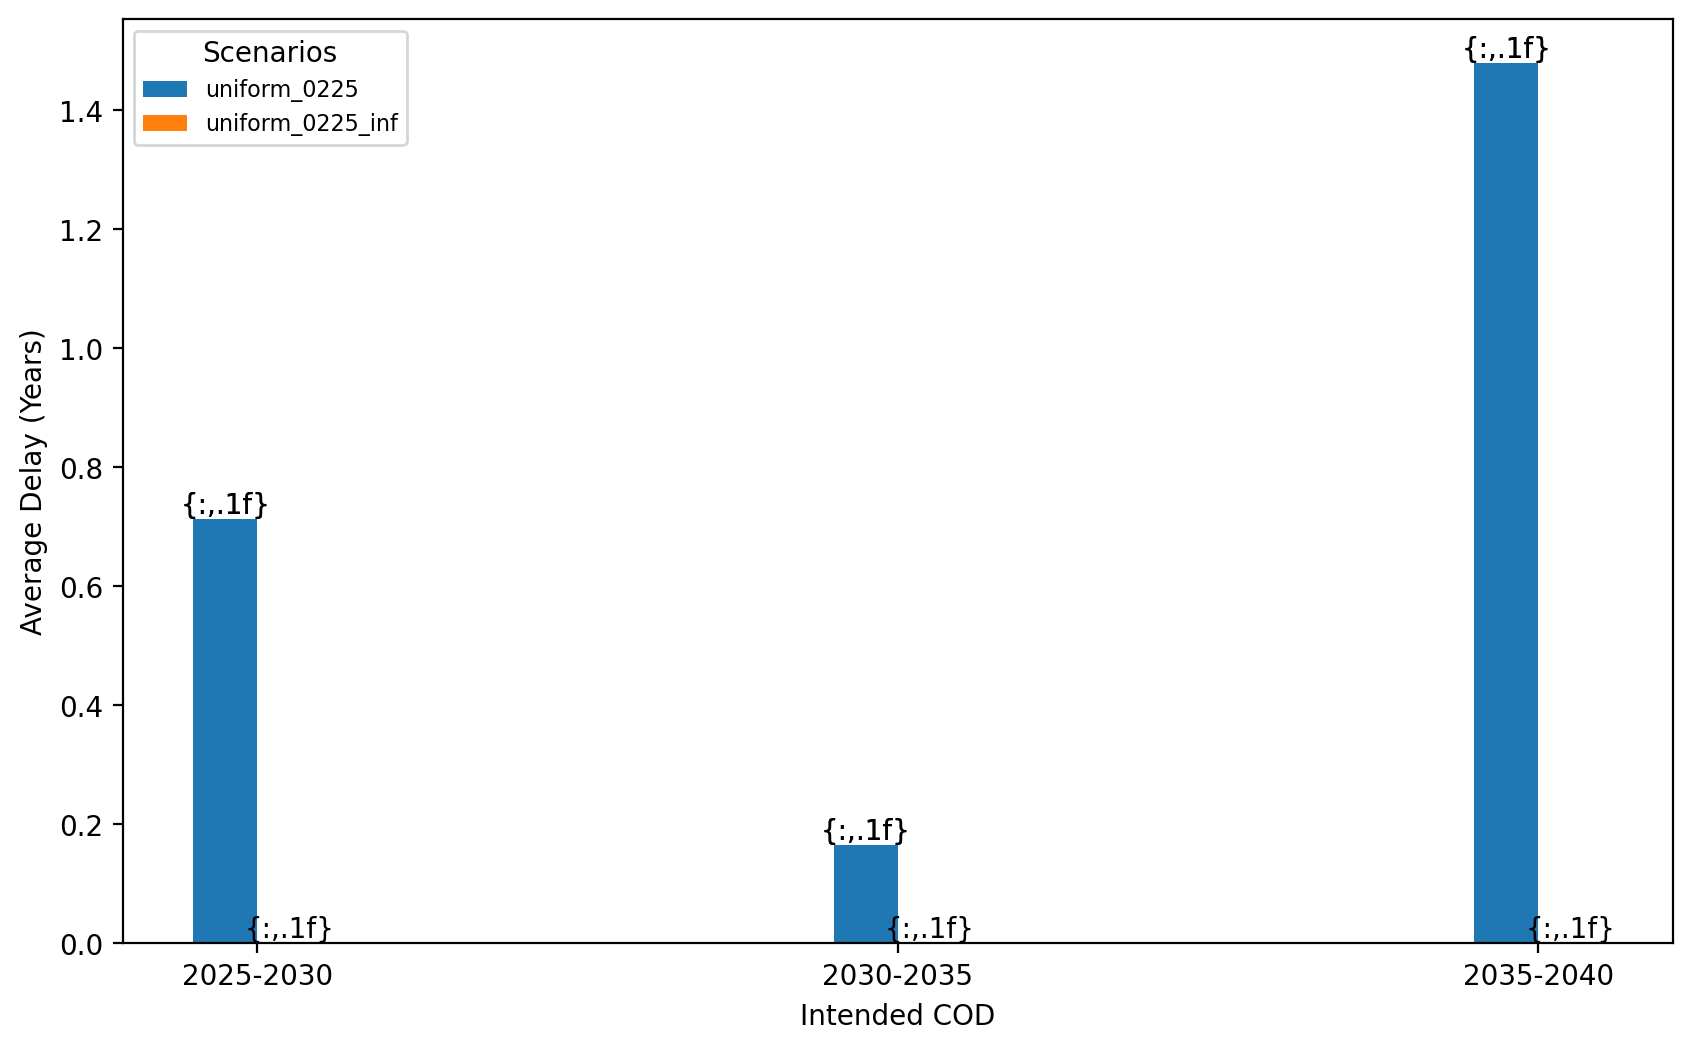 Scenarios
uniform_0225
uniform_0225_inf
{:,.1f}
{:,.1f}
{:,.1f}
{:,.1f}
{:,.1f}
{:,.1f}
1.4
1.2
1.0
0.8
0.6
0.4
0.2
0.0
Average Delay (Years)
2025-2030
2030-2035
2035-2040
Intended COD